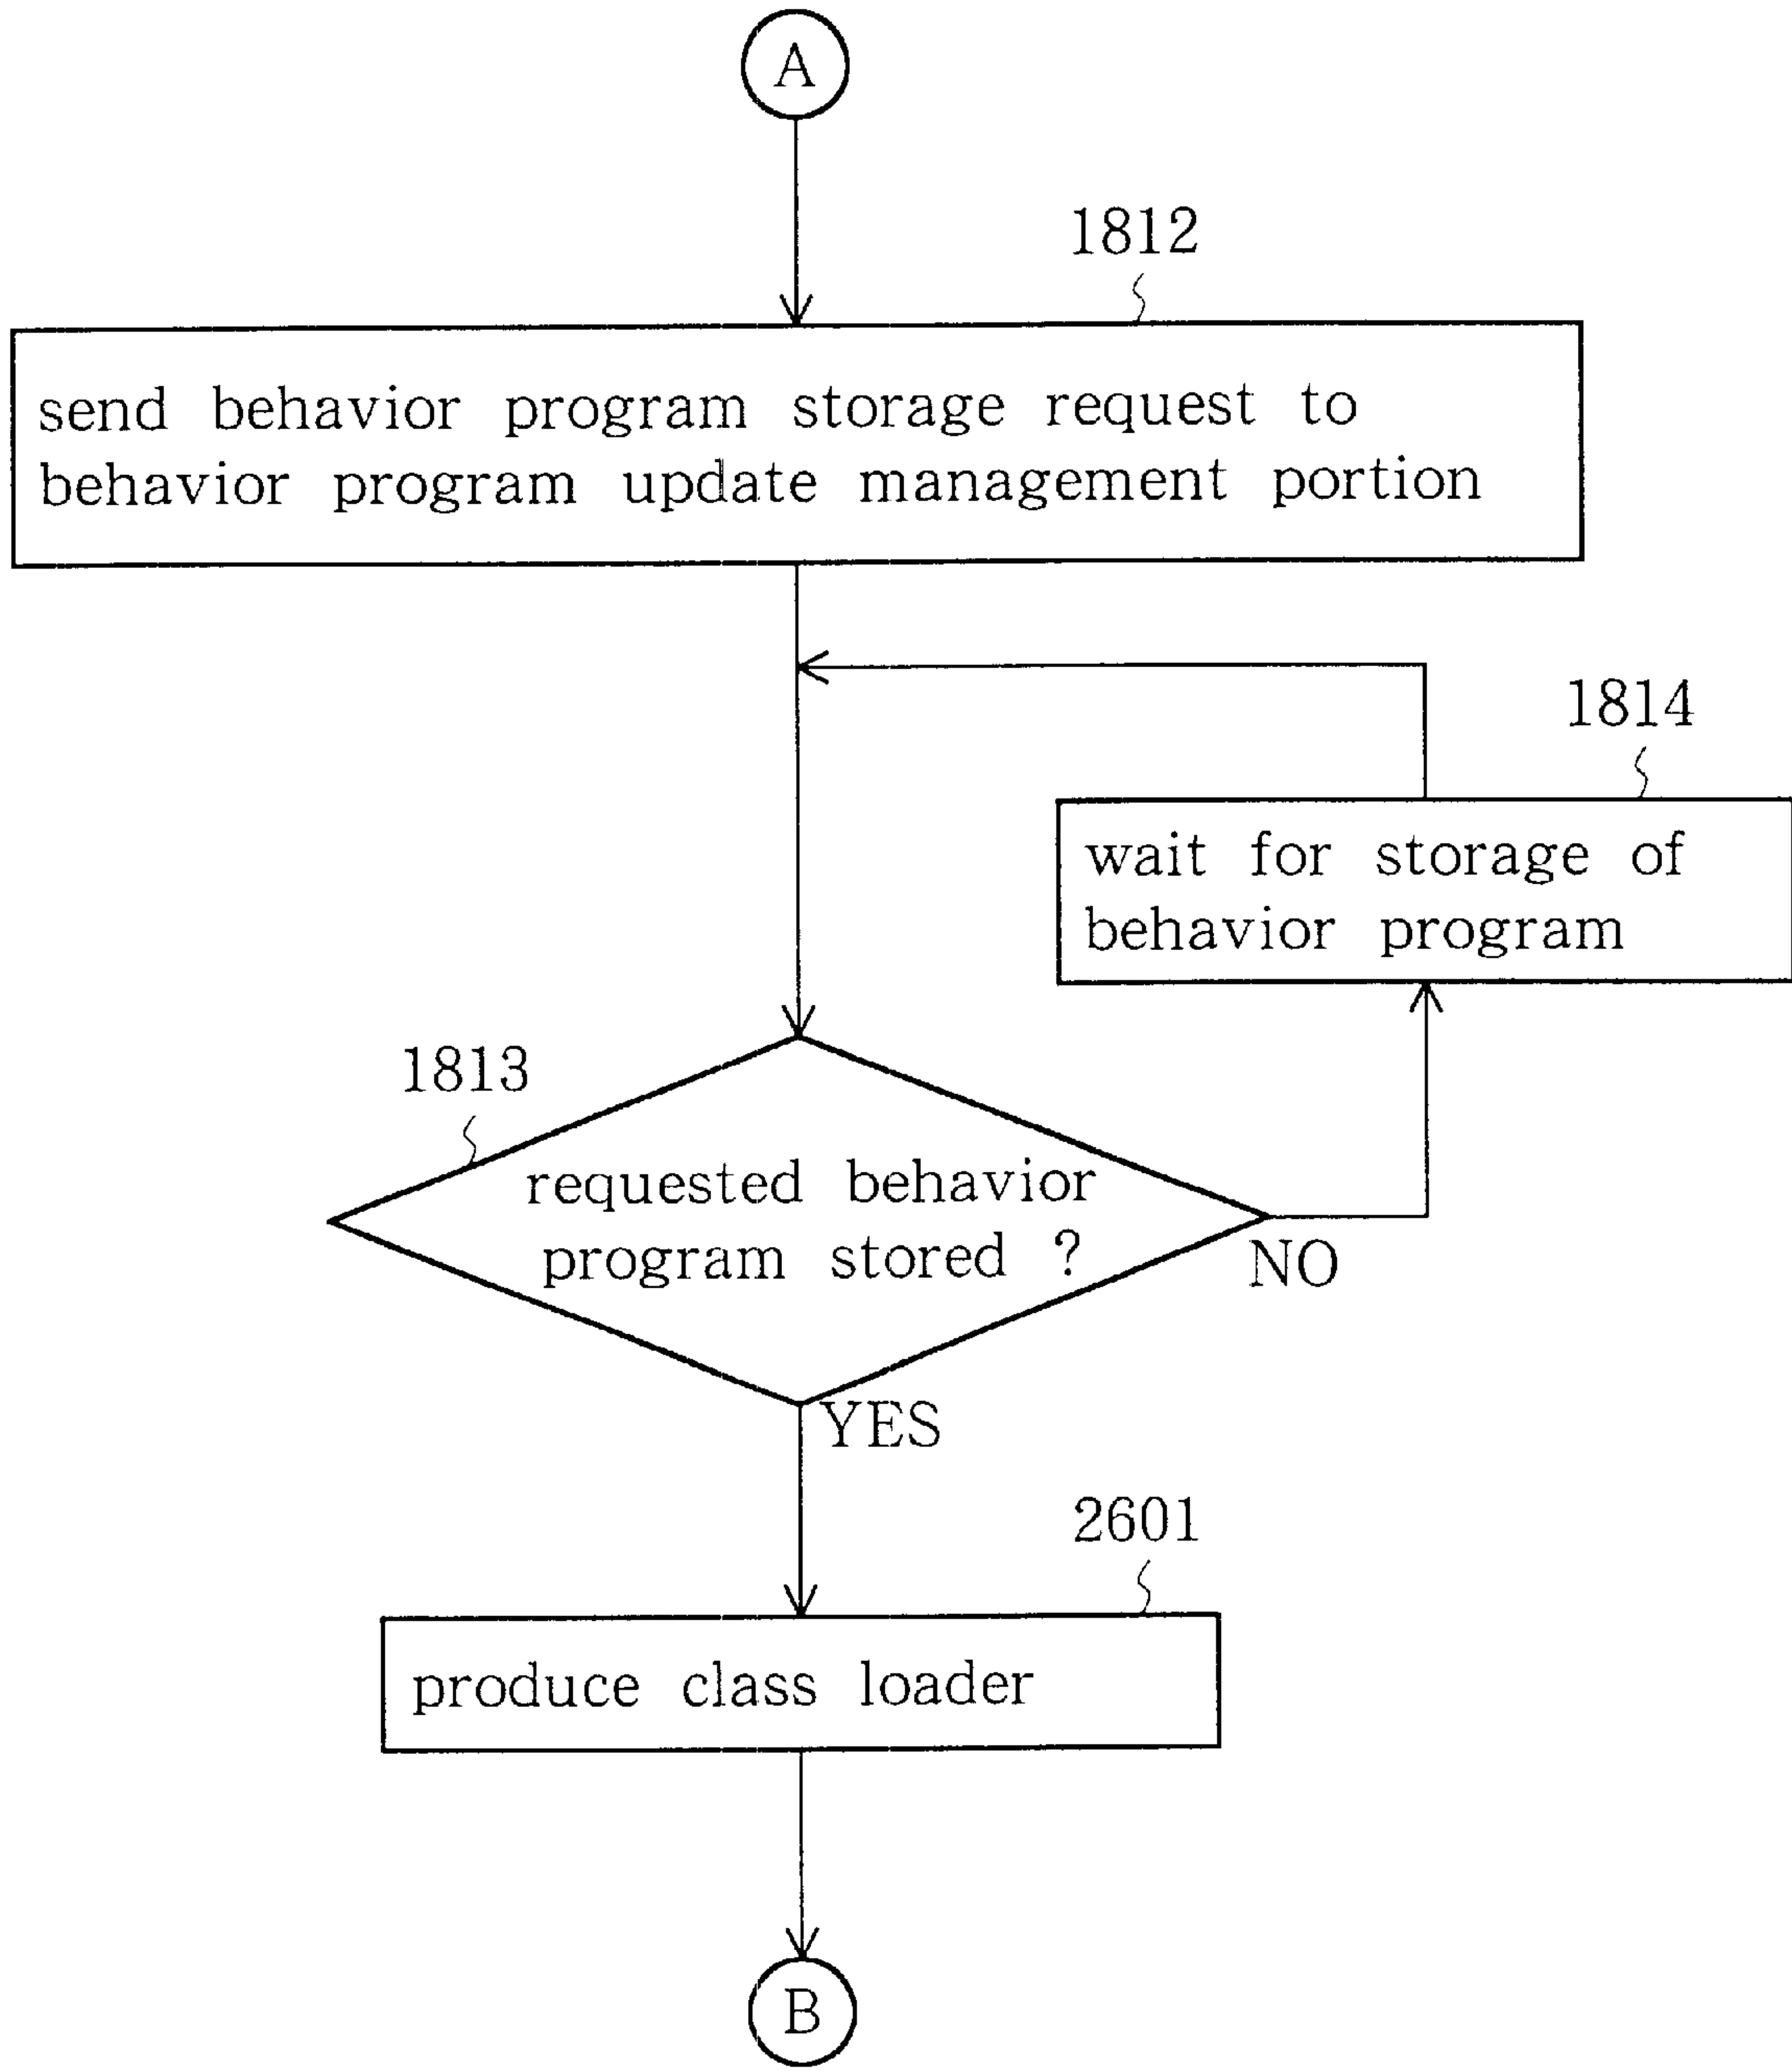 A
1812
send behavior program storage request to
behavior program update management portion
1814
wait for storage of
behavior program
1813
requested behavior
program stored ?
NO
YES
2601
produce class loader
B